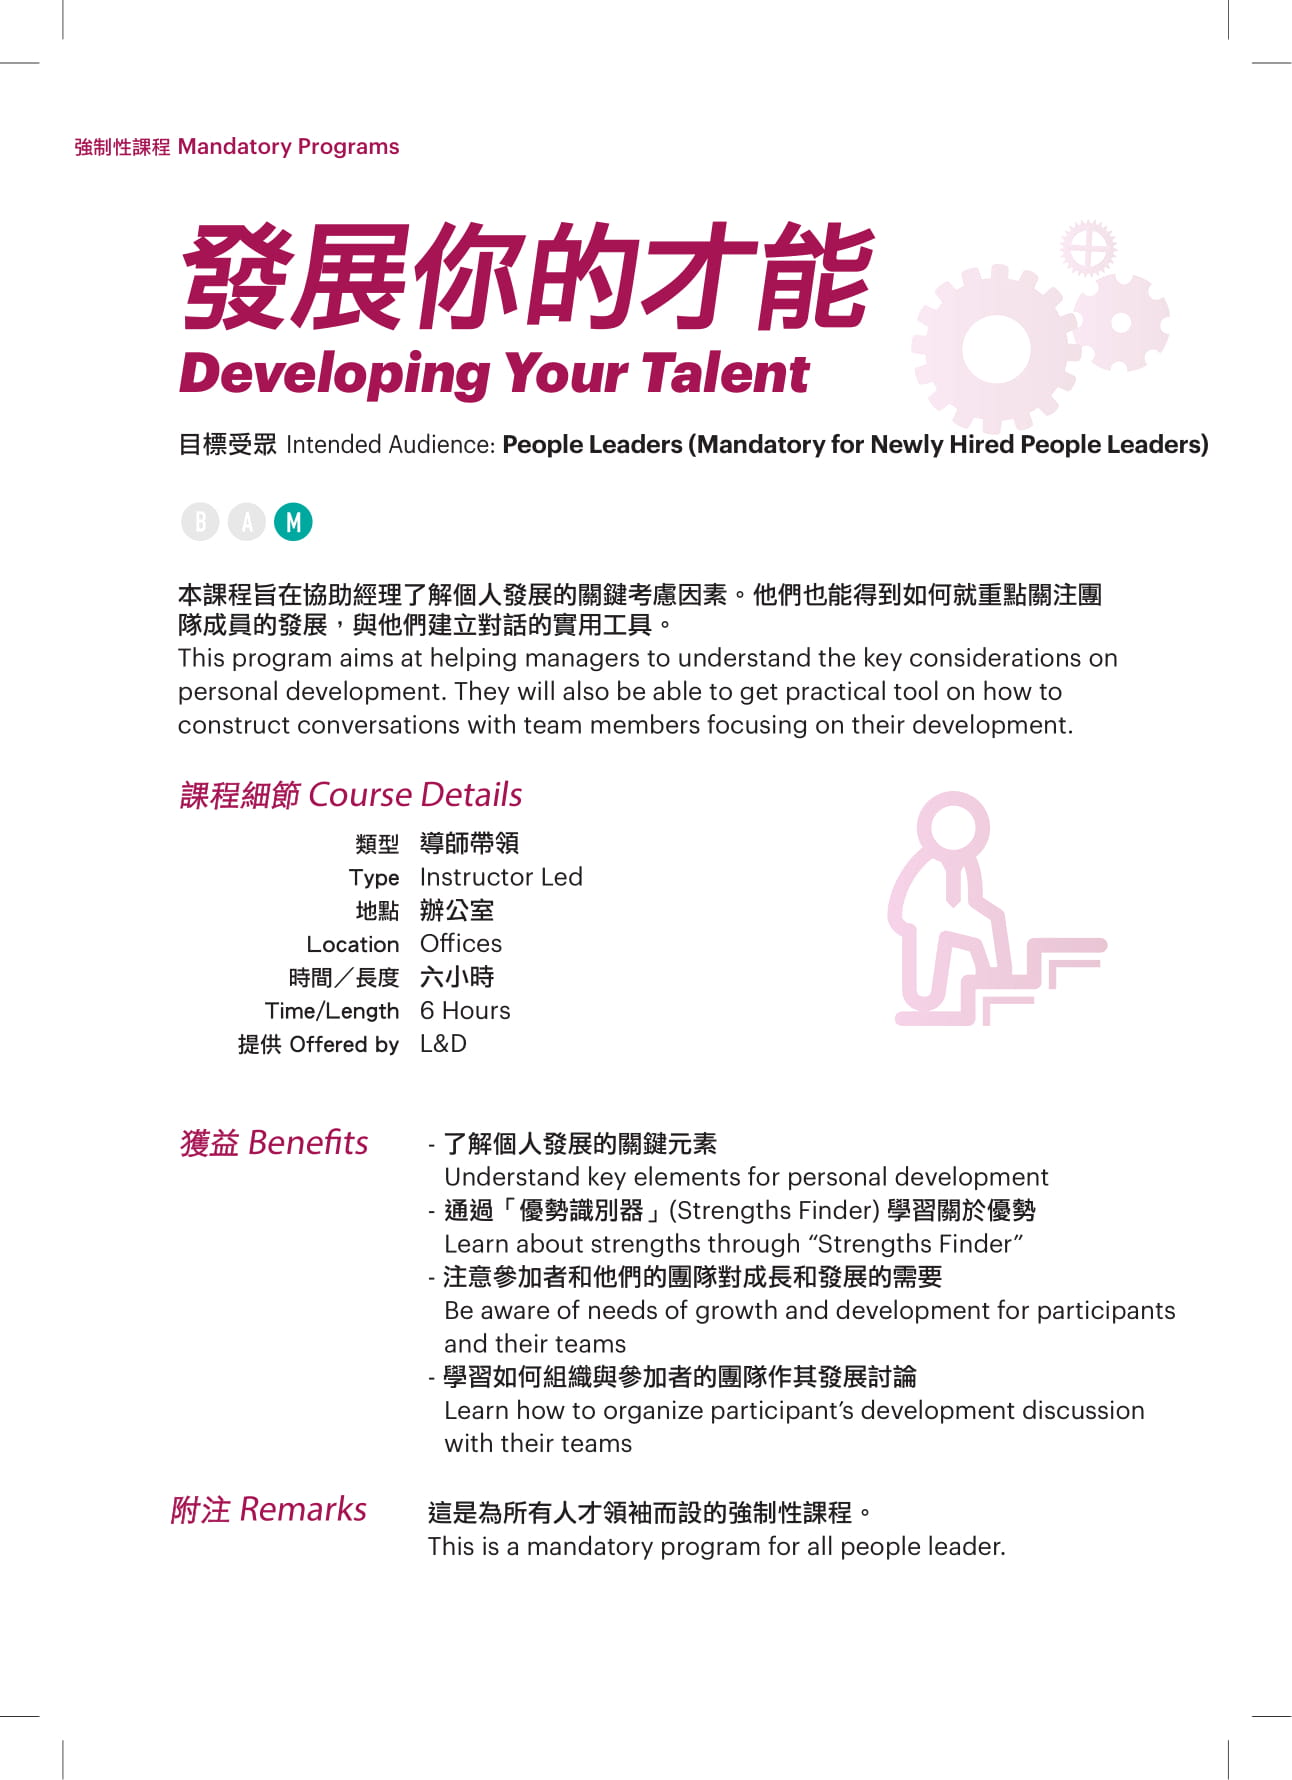 強制性課程 Mandatory Programs
發展你的才能
Developing Your Talent
目標受眾 Intended Audience: People Leaders (Mandatory for Newly Hired People Leaders)
B A M
本課程旨在協助經理了解個人發展的關鍵考慮因素。他們也能得到如何就重點關注團
隊成員的發展，與他們建立對話的實用工具。
This program aims at helping managers to understand the key considerations on
personal development. They will also be able to get practical tool on how to
construct conversations with team members focusing on their development.
課程細節 Course Details
類型 導師帶領
Type Instructor Led
地點 辦公室
Location Offices
時間／長度 六小時
Time/Length 6 Hours
提供 Offered by L&D
獲益 Benefits - 了解個人發展的關鍵元素
Understand key elements for personal development
- 通過「優勢識別器」(Strengths Finder) 學習關於優勢
Learn about strengths through “Strengths Finder”
- 注意參加者和他們的團隊對成長和發展的需要
Be aware of needs of growth and development for participants
and their teams
- 學習如何組織與參加者的團隊作其發展討論
Learn how to organize participant’s development discussion
with their teams
附注 Remarks 這是為所有人才領袖而設的強制性課程。
This is a mandatory program for all people leader.